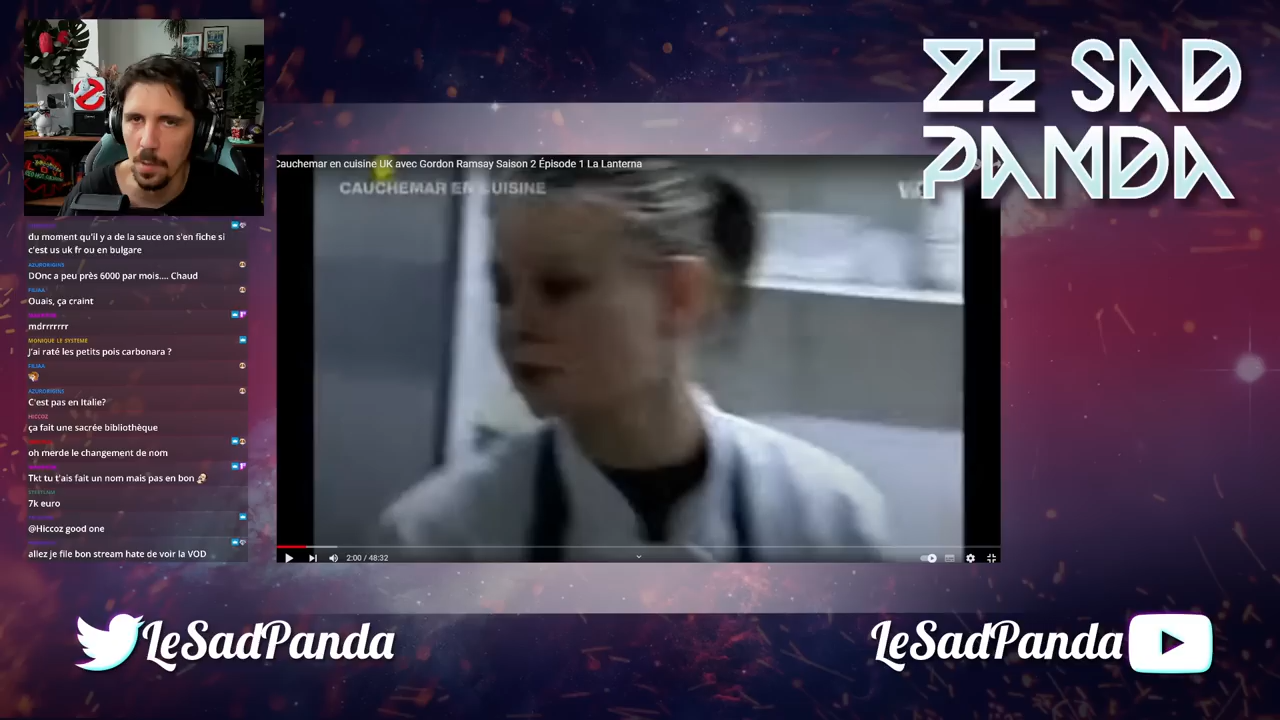 ZE SAD
PANDA
Cauchemar en cuisine UK avec Gordon Ramsay Saison 2 Épisode 1 La Lanterna
CAUCHEMAR EN CUISINE
du moment qu'il y a de la sauce on s'en fiche si
c'est us uk fr ou en bulgare
AZURORIGINS
DOnc a peu près 6000 par mois.... Chaud
Ouais, ça craint
mdrrrrrrr
MONIQUE LE SYSTEME
J'ai raté les petits pois carbonara ?
AZURORIGINS
C'est pas en Italie?
HICCOZ
ça fait une sacrée bibliothèque
oh merde le changement de nom
Tkt tu t'ais fait un nom mais pas en bon
7k euro
@Hiccoz good one
allez je file bon stream hate de voir la VOD
2:00 / 48:32
LeSadPanda
LeSadPanda